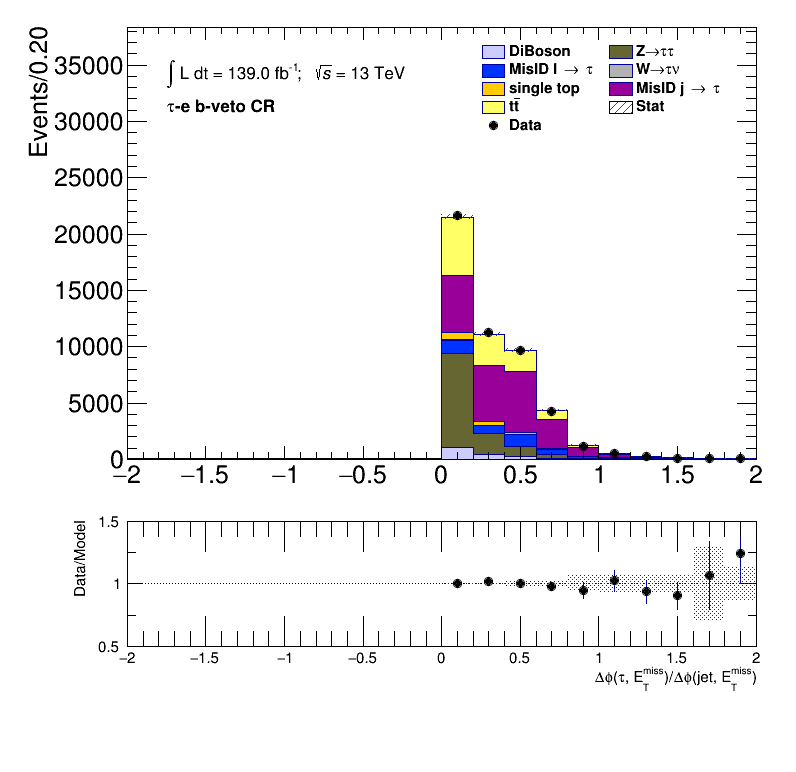 Events/0.20
35000
30000
25000
20000
15000
10000
5000
0
∫ L dt = 139.0 fb⁻¹; √s = 13 TeV
τ-e b-veto CR
DiBoson
MisID l → τ
single top
tt̄
Data
Z→ττ
W→τν
MisID j → τ
Stat
−2 −1.5 −1 −0.5 0 0.5 1 1.5 2
Data/Model
1.5
1
0.5
−2 −1.5 −1 −0.5 0 0.5 1 1.5 2
Δϕ(τ, E_T^miss)/Δϕ(jet, E_T^miss)